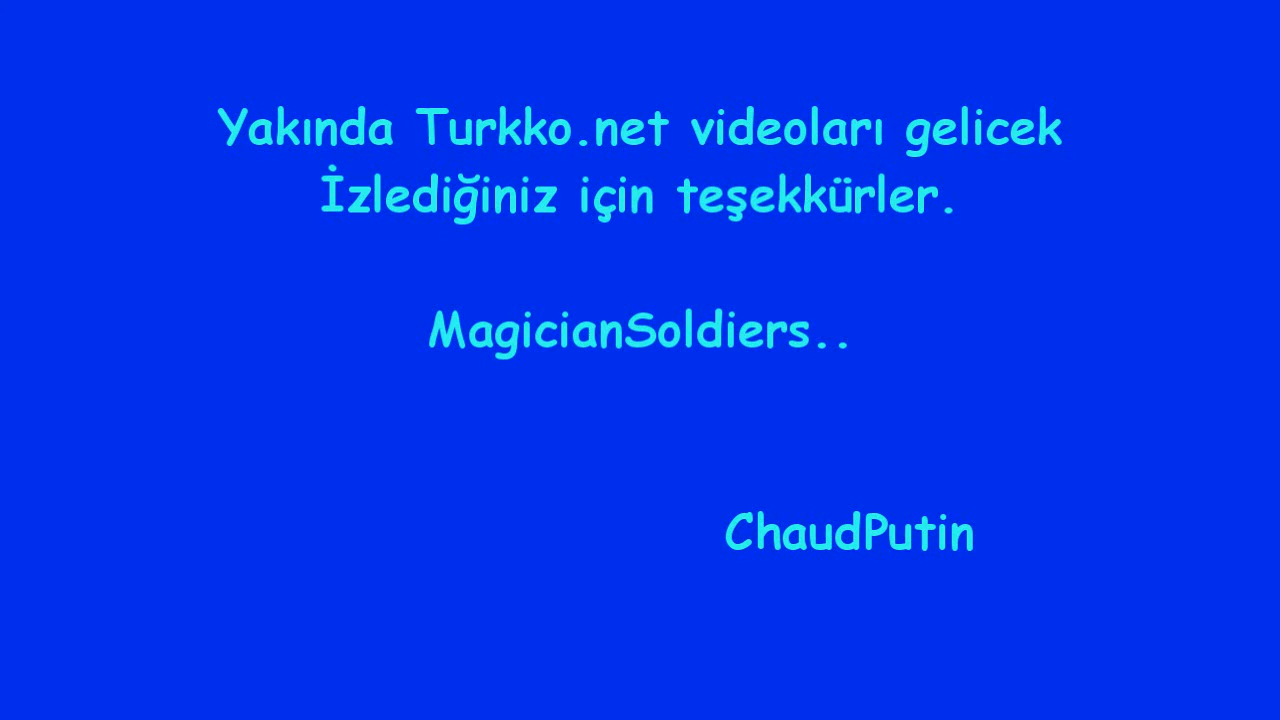 Yakında Turkko.net videoları gelicek
İzlediğiniz için teşekkürler.
MagicianSoldiers..
ChaudPutin